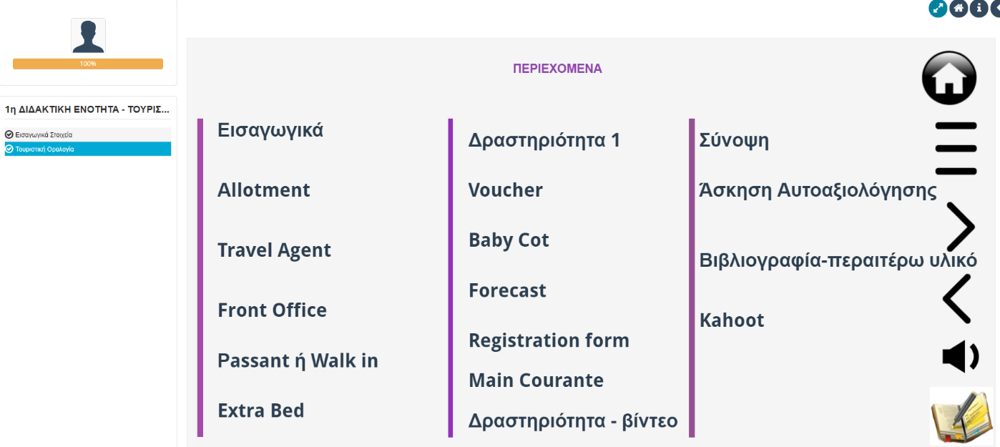 100%
1η ΔΙΔΑΚΤΙΚΗ ΕΝΟΤΗΤΑ - ΤΟΥΡΙΣ...
Εισαγωγικά Στοιχεία
Τουριστική Ορολογία
ΠΕΡΙΕΧΟΜΕΝΑ
Εισαγωγικά
Allotment
Travel Agent
Front Office
Passant ή Walk in
Extra Bed
Δραστηριότητα 1
Voucher
Baby Cot
Forecast
Registration form
Main Courante
Δραστηριότητα - βίντεο
Σύνοψη
Άσκηση Αυτοαξιολόγησης
Βιβλιογραφία-περαιτέρω υλικό
Kahoot